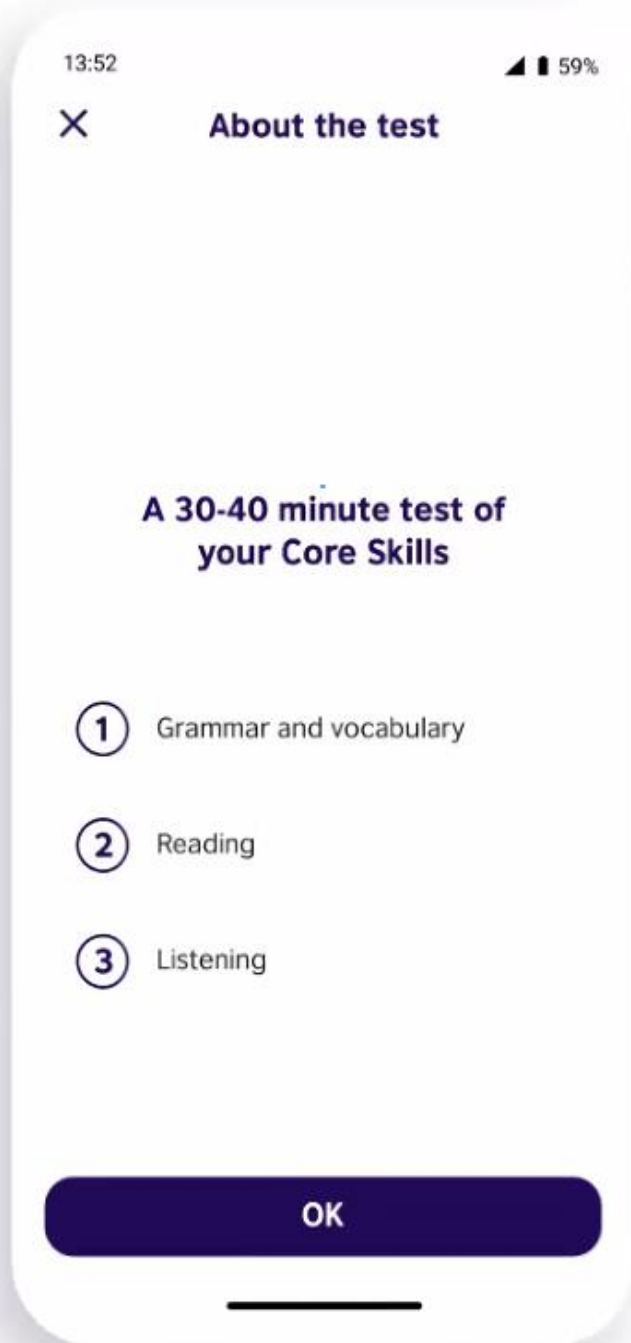 13:52 59%
About the test
A 30-40 minute test of
your Core Skills
1 Grammar and vocabulary
2 Reading
3 Listening
OK